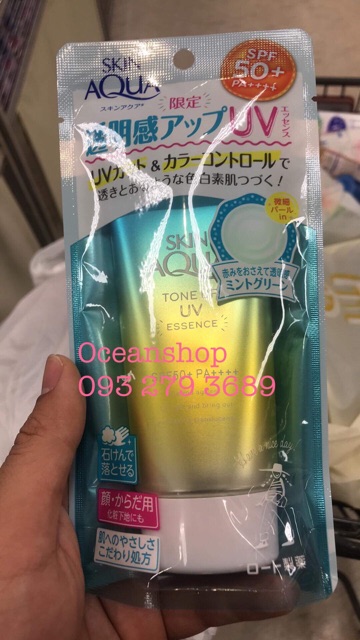 SKIN
AQUA
スキンアクア
SPF
50+
PA++++
限定
透明感アップUV
エッセンス
UVカット & カラーコントロールで
透きとおるような色白素肌つづく!
微細
パール
in
SKIN
AQUA
赤みをおさえて透明感
ミントグリーン
TONE UP
UV
ESSENCE
Oceanshop
093 279 3689
SPF50+ PA++++
石けんで
落とせる
顔・からだ用
化粧下地にも
肌へのやさしさ
こだわり処方
Have a nice day
ロート製薬